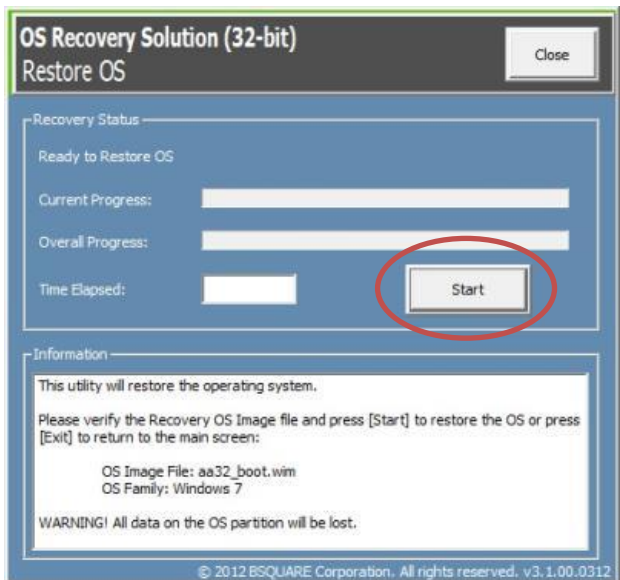 OS Recovery Solution (32-bit)
Restore OS
Close
Recovery Status
Ready to Restore OS
Current Progress:
Overall Progress:
Time Elapsed:
Start
Information
This utility will restore the operating system.
Please verify the Recovery OS Image file and press [Start] to restore the OS or press
[Exit] to return to the main screen:
OS Image File: aa32_boot.wim
OS Family: Windows 7
WARNING! All data on the OS partition will be lost.
© 2012 BSQUARE Corporation. All rights reserved. v3.1.00.0312